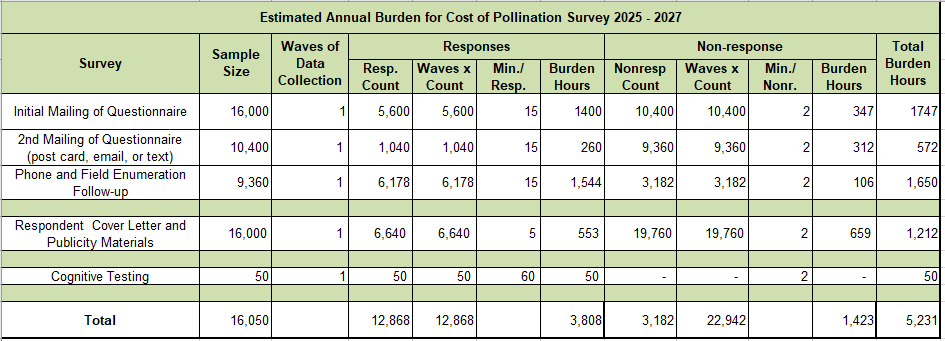 Estimated Annual Burden for Cost of Pollination Survey 2025 - 2027
Survey Sample Size Waves of Data Collection Responses Non-response Total Burden Hours
Resp. Count Waves x Count Min./ Resp. Burden Hours Nonresp Count Waves x Count Min./ Nonr. Burden Hours
Initial Mailing of Questionnaire 16,000 1 5,600 5,600 15 1400 10,400 10,400 2 347 1747
2nd Mailing of Questionnaire (post card, email, or text) 10,400 1 1,040 1,040 15 260 9,360 9,360 2 312 572
Phone and Field Enumeration Follow-up 9,360 1 6,178 6,178 15 1,544 3,182 3,182 2 106 1,650
Respondent Cover Letter and Publicity Materials 16,000 1 6,640 6,640 5 553 19,760 19,760 2 659 1,212
Cognitive Testing 50 1 50 50 60 50 - - 2 - 50
Total 16,050 12,868 12,868 3,808 3,182 22,942 1,423 5,231